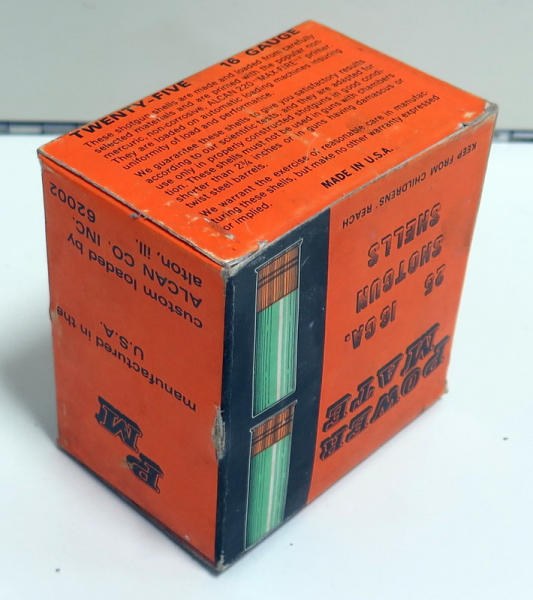 TWENTY-FIVE 16 GAUGE
These shotgun shells are made and loaded from carefully
selected materials and are primed with the popular non-
mercuric, non-corrosive ALCAN 220 MAX-FIRE™ primer.
They are loaded on automatic loading machines insuring
uniformity of load and performance.
We guarantee these shells to give you satisfactory results
according to set scientific tests, and they are adapted for
use only in properly constructed shotguns in good condi-
tion. These shells must not be used in guns with chambers
shorter than 2¾ inches or in guns having damascus or
twist steel barrels.
We warrant the exercise of reasonable care in manufac-
turing these shells, but make no other warranty expressed
or implied.
MADE IN U.S.A.
KEEP FROM CHILDRENS REACH
POWER
MATE
16 GA.
25
SHOTGUN
SHELLS
PM
manufactured in the
U.S.A.
custom loaded by
ALCAN CO. INC.
alton, ill. 62002